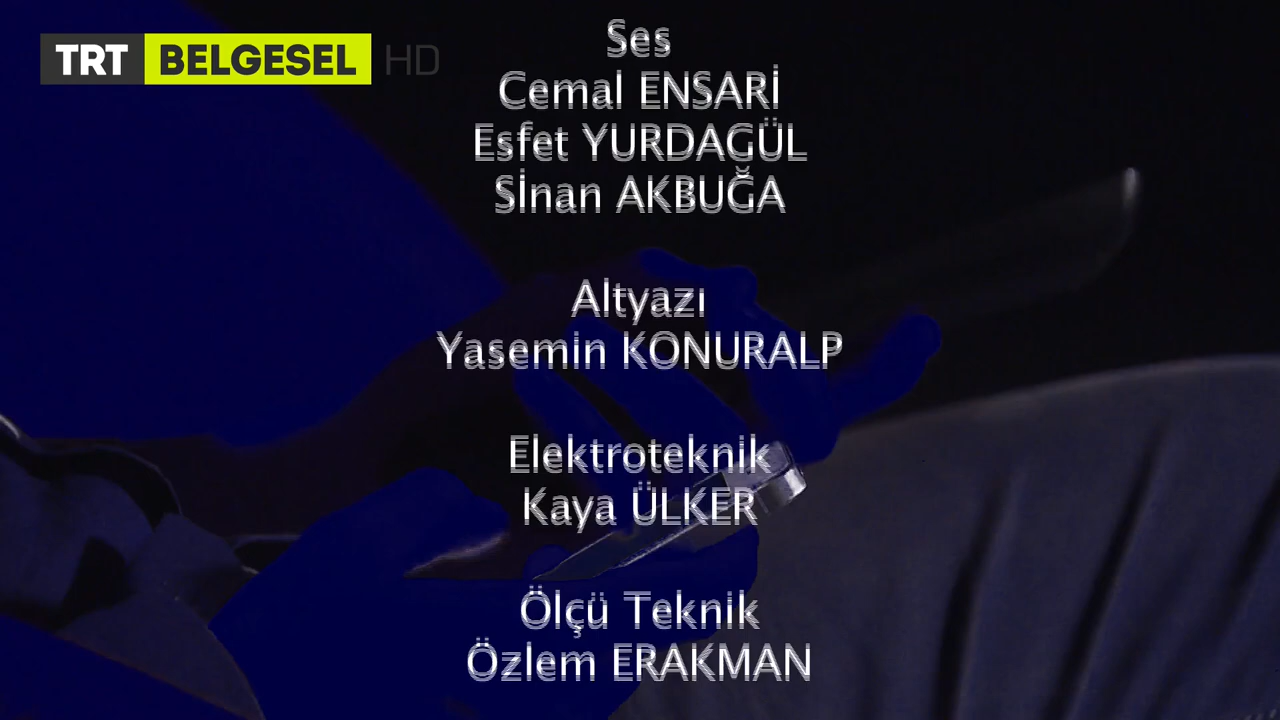 TRT BELGESEL HD
Ses
Cemal ENSARİ
Esfet YURDAGÜL
Sİnan AKBUĞA
Altyazı
Yasemin KONURALP
Elektroteknik
Kaya ÜLKER
Ölçü Teknik
Özlem ERAKMAN